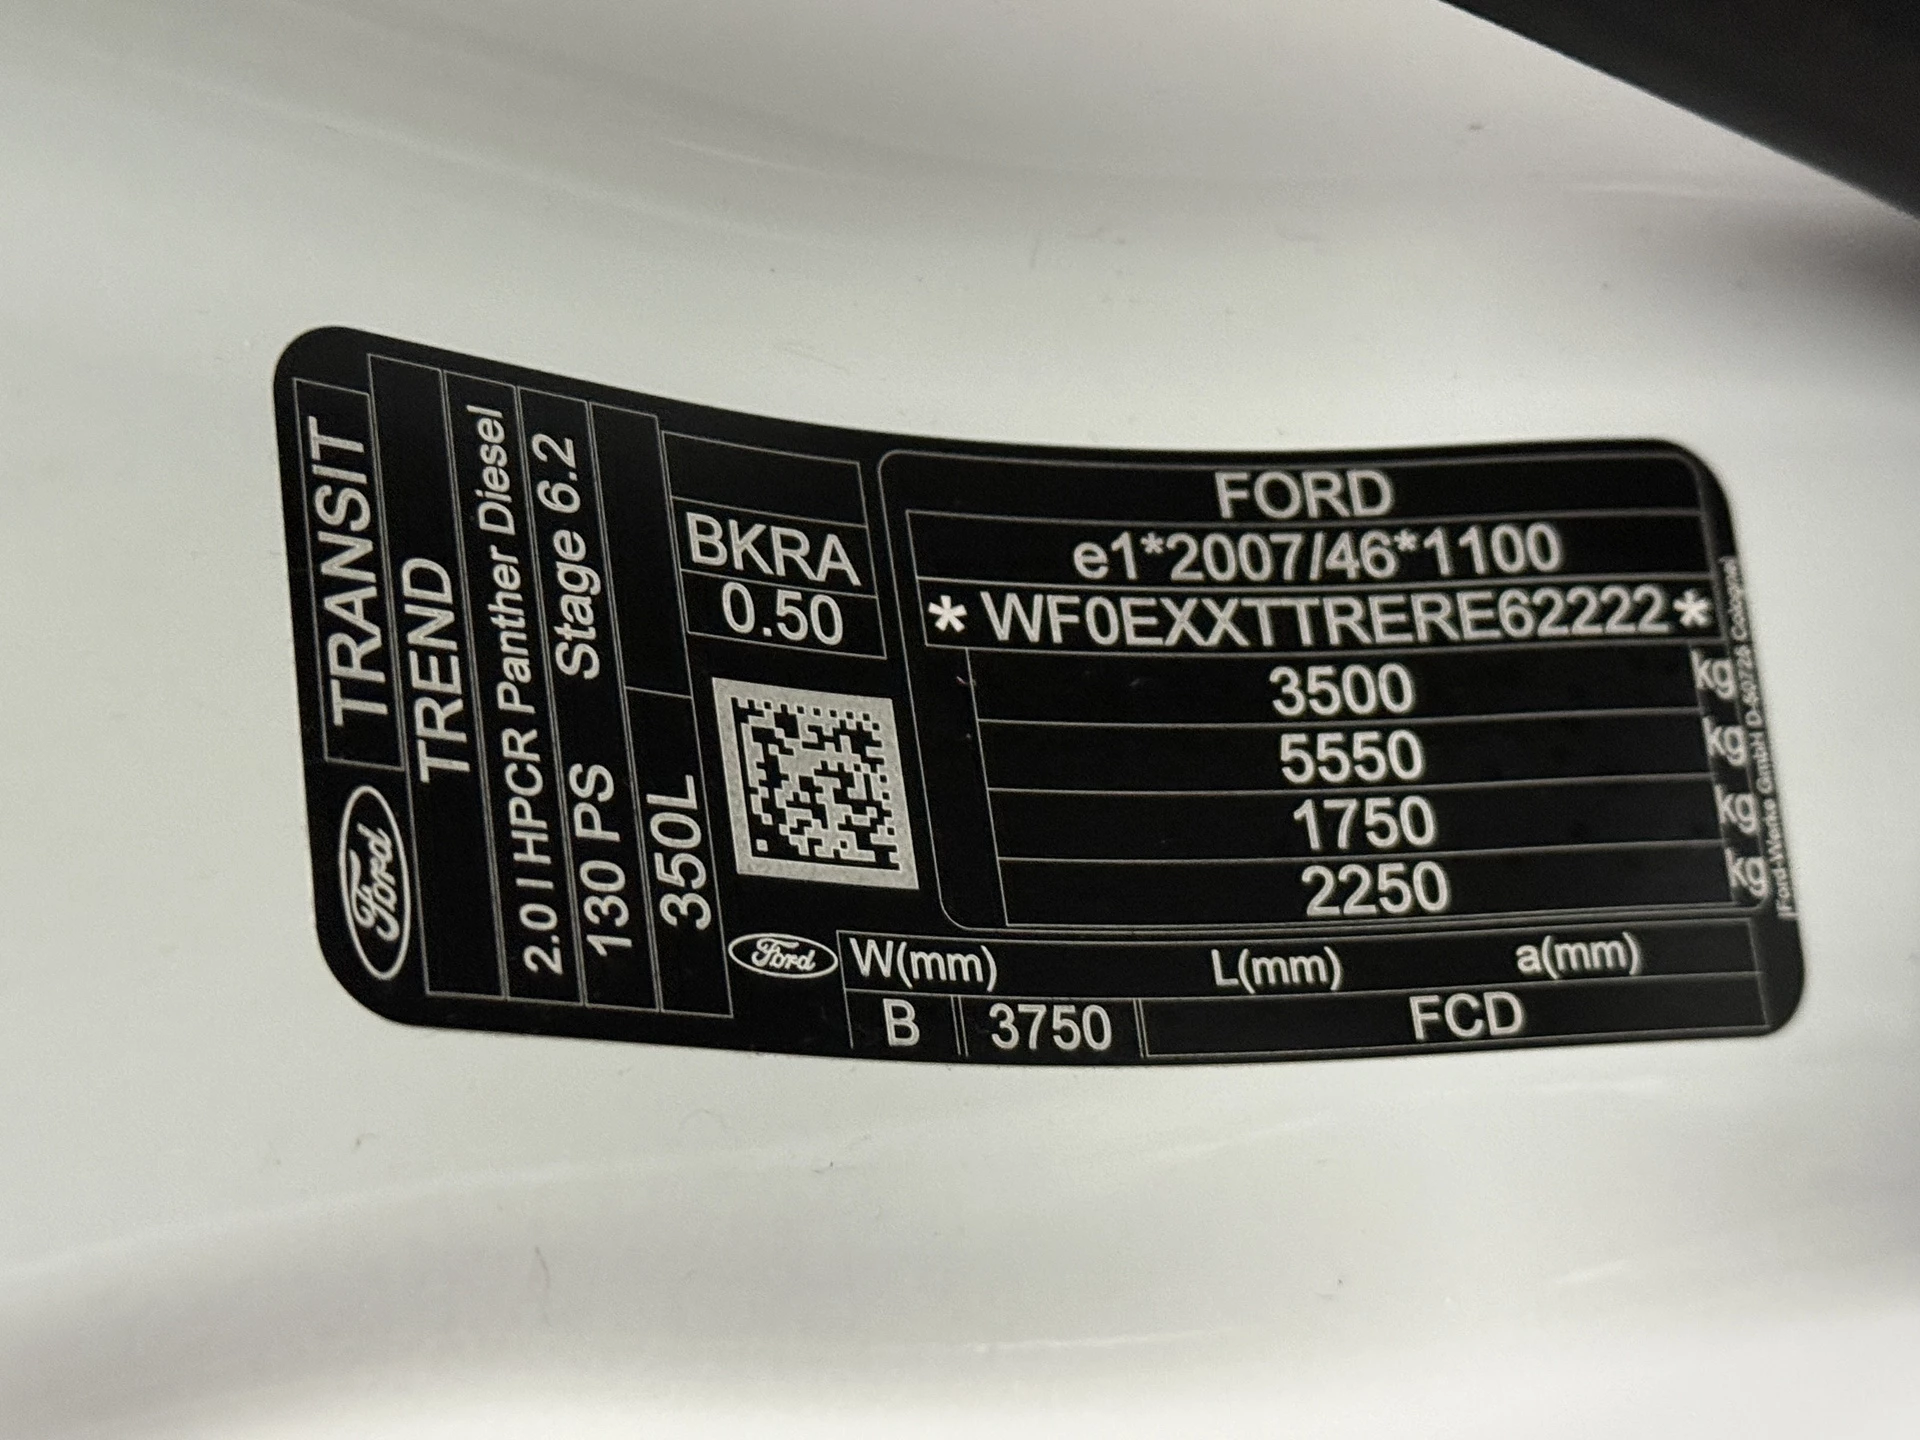 Ford
TRANSIT
TREND
2.0 l HPCR Panther Diesel
130 PS Stage 6.2
350L
BKRA
0.50
FORD
e1*2007/46*1100
* WF0EXXTTRERE62222*
3500 kg
5550 kg
1750 kg
2250 kg
Ford-Werke GmbH D-50726 Cologne
Ford
W(mm) L(mm) a(mm)
B 3750 FCD